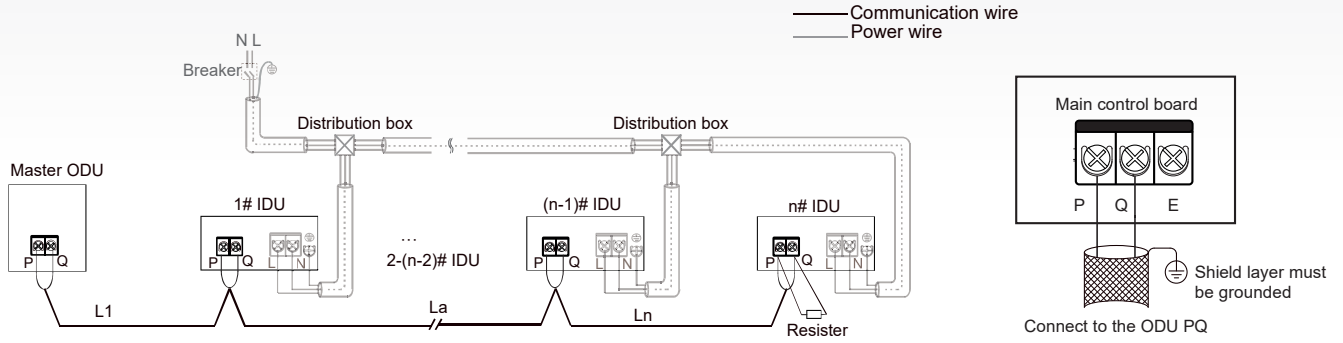 Communication wire
Power wire
N L
Breaker
Distribution box
Distribution box
Master ODU
1# IDU
(n-1)# IDU
n# IDU
...
2-(n-2)# IDU
P Q
P Q
L N
P Q
L N
P Q
L N
L1
La
Ln
Resister
Main control board
P Q E
Shield layer must
be grounded
Connect to the ODU PQ